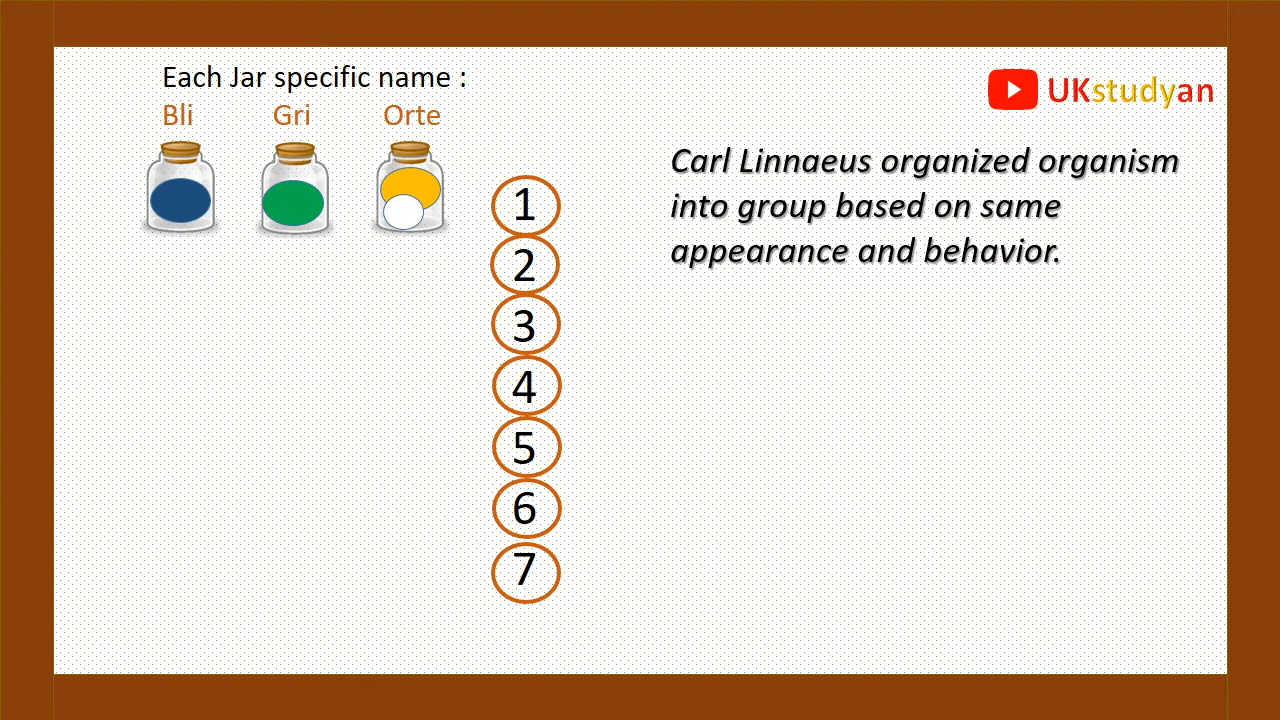 Each Jar specific name :
Bli Gri Orte
UKstudyan
Carl Linnaeus organized organism
into group based on same
appearance and behavior.
1
2
3
4
5
6
7